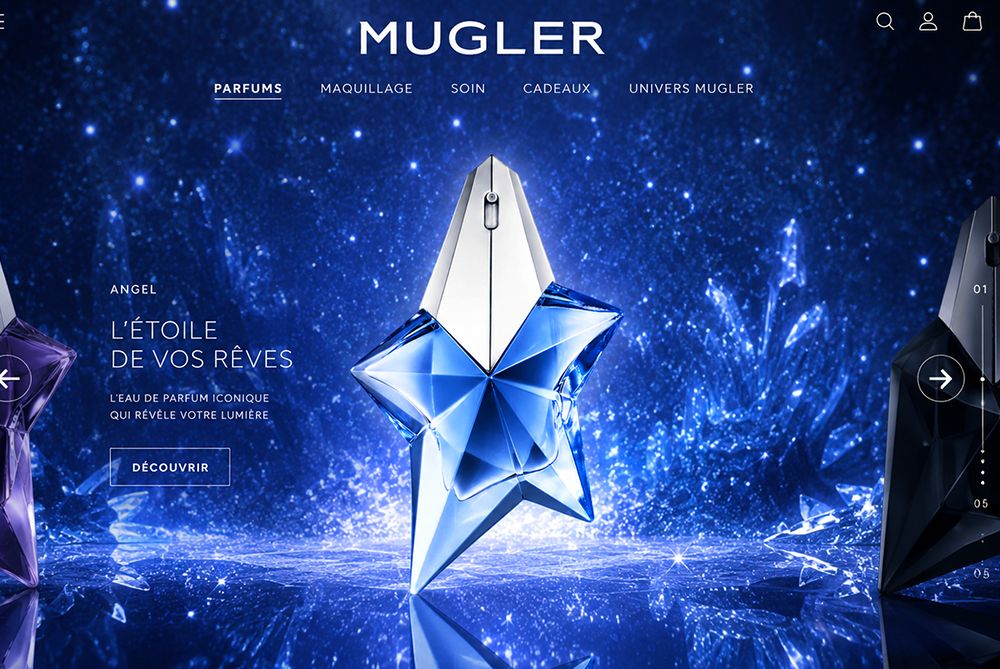 MUGLER
PARFUMS MAQUILLAGE SOIN CADEAUX UNIVERS MUGLER
ANGEL
L'ÉTOILE
DE VOS RÊVES
L'EAU DE PARFUM ICONIQUE
QUI RÉVÈLE VOTRE LUMIÈRE
DÉCOUVRIR
01
05
05